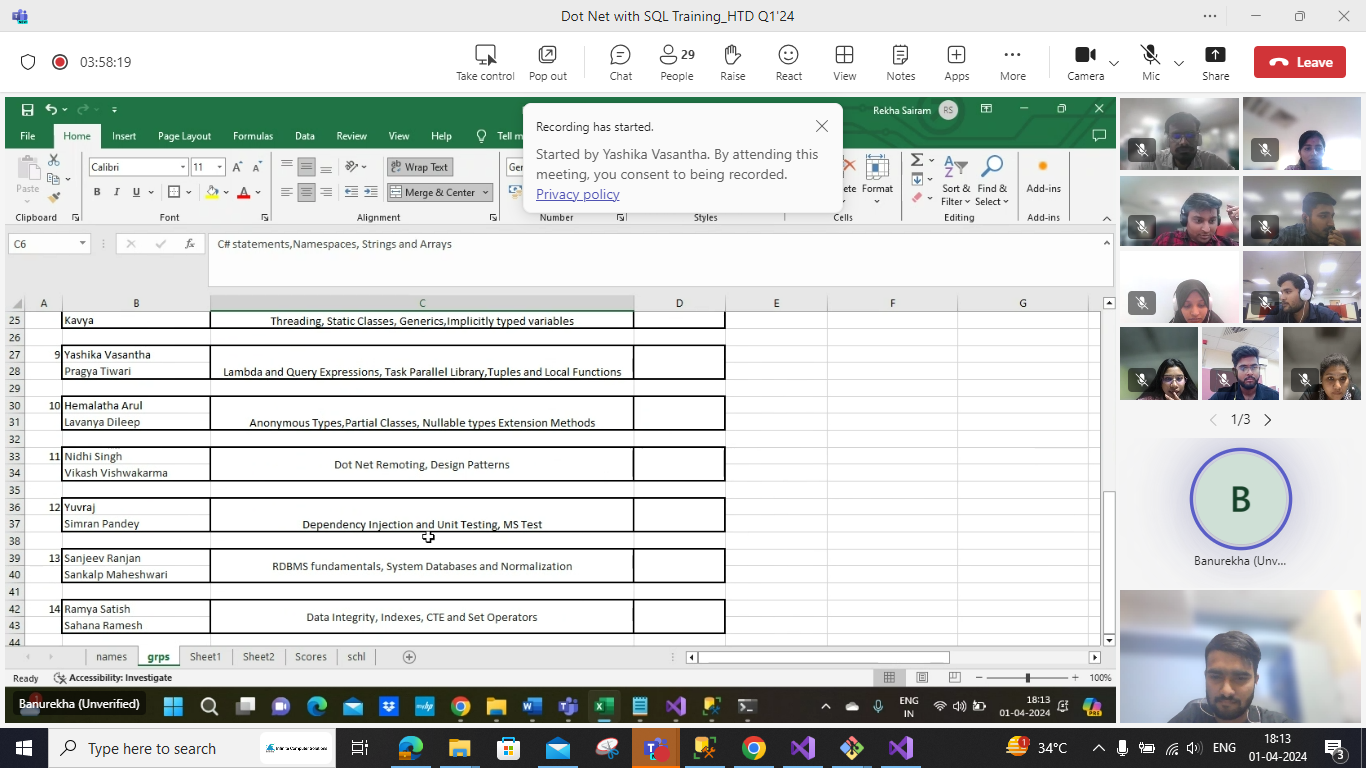 Dot Net with SQL Training_HTD Q1'24
03:58:19
Take control
Pop out
Chat
29
People
Raise
React
View
Notes
Apps
More
Camera
Mic
Share
Leave
Rekha Sairam RS
File Home Insert Page Layout Formulas Data Review View Help Tell m
Recording has started.
Started by Yashika Vasantha. By attending this
meeting, you consent to being recorded.
Privacy policy
Paste
Calibri 11
B I U
Wrap Text
Merge & Center
Gen
Format
Sort & Filter
Find & Select
Add-ins
Clipboard Font Alignment Number Styles Cells Editing Add-ins
C6 fx C# statements,Namespaces, Strings and Arrays
A B C D E F G
25 Kavya Threading, Static Classes, Generics,Implicitly typed variables
26
27 9 Yashika Vasantha
28 Pragya Tiwari Lambda and Query Expressions, Task Parallel Library,Tuples and Local Functions
29
30 10 Hemalatha Arul
31 Lavanya Dileep Anonymous Types,Partial Classes, Nullable types Extension Methods
32
33 11 Nidhi Singh
Dot Net Remoting, Design Patterns
34 Vikash Vishwakarma
35
36 12 Yuvraj
37 Simran Pandey Dependency Injection and Unit Testing, MS Test
38
39 13 Sanjeev Ranjan
RDBMS fundamentals, System Databases and Normalization
40 Sankalp Maheshwari
41
42 14 Ramya Satish
Data Integrity, Indexes, CTE and Set Operators
43 Sahana Ramesh
44
names grps Sheet1 Sheet2 Scores schl
Ready Accessibility: Investigate 100%
Banurekha (Unverified)
ENG
IN
18:13
01-04-2024
1/3
B
Banurekha (Unv...
Type here to search
34°C
ENG
18:13
01-04-2024
3